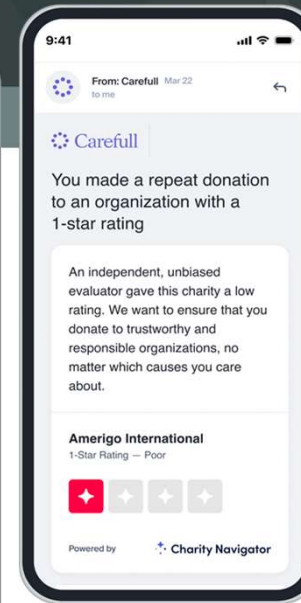 9:41
From: Carefull Mar 22
to me
Carefull
You made a repeat donation
to an organization with a
1-star rating
An independent, unbiased
evaluator gave this charity a low
rating. We want to ensure that you
donate to trustworthy and
responsible organizations, no
matter which causes you care
about.
Amerigo International
1-Star Rating — Poor
Powered by Charity Navigator